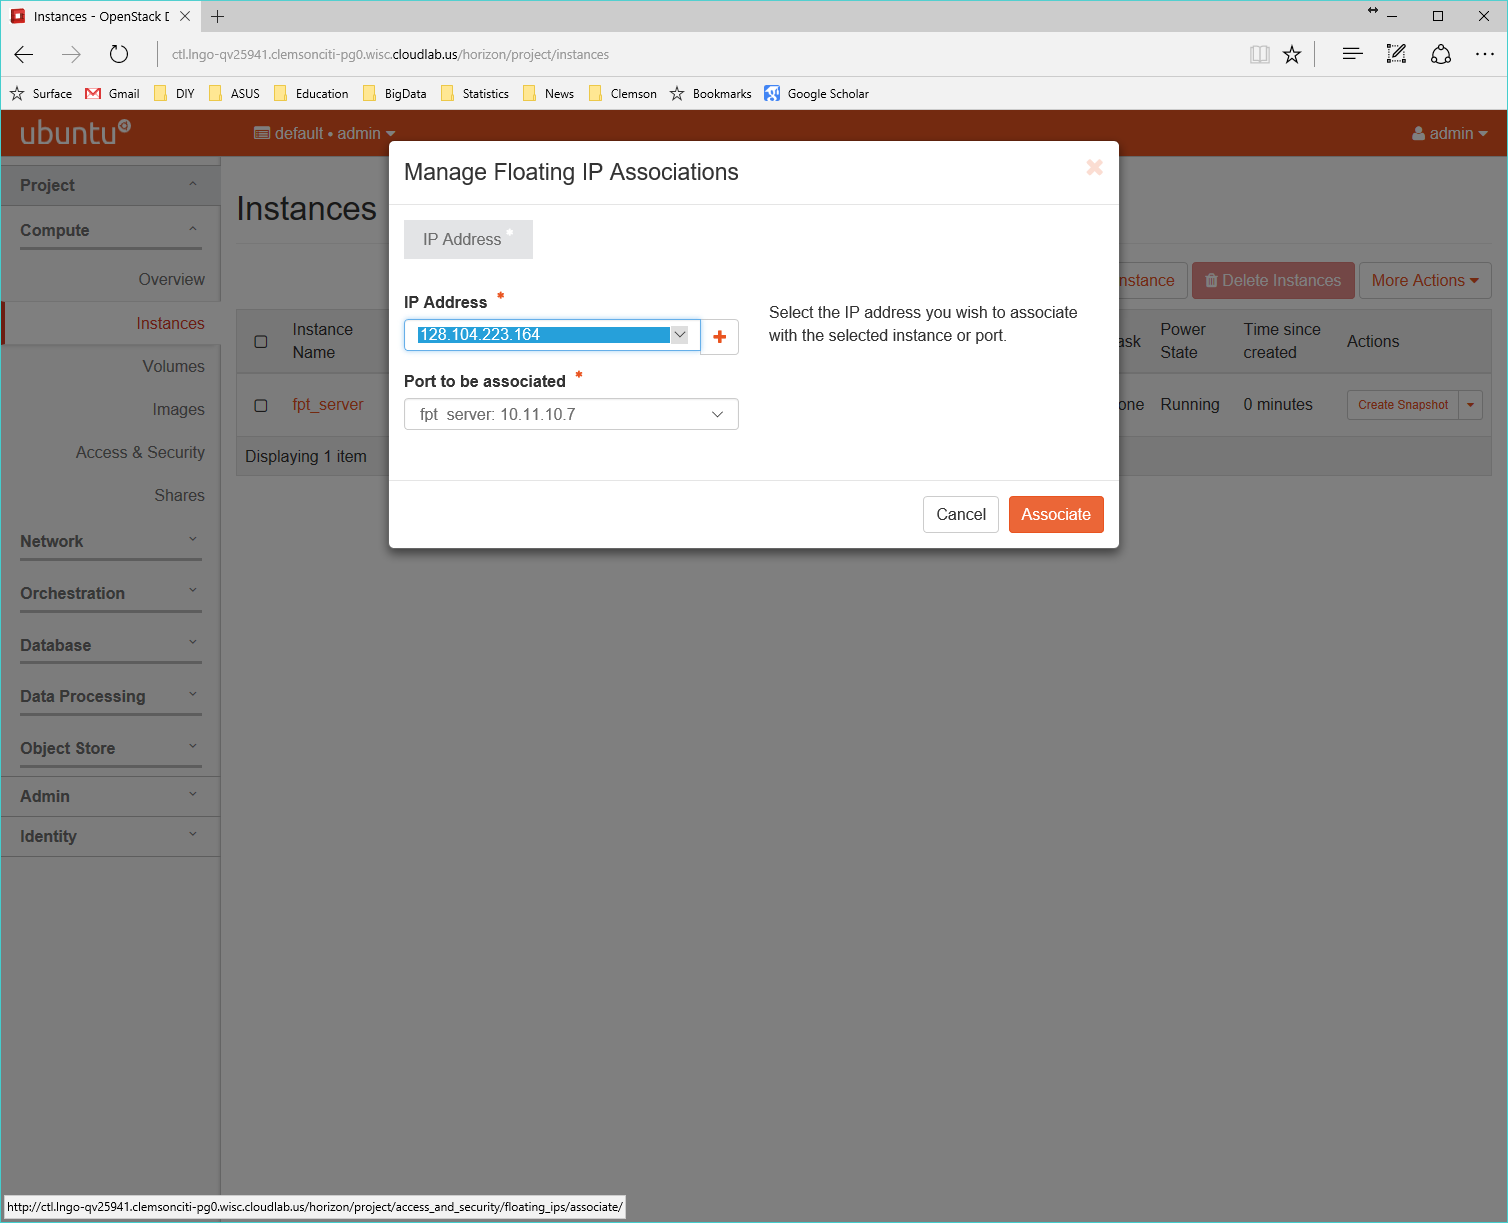 Instances - OpenStack D
ctl.lngo-qv25941.clemsonciti-pg0.wisc.cloudlab.us/horizon/project/instances
Surface Gmail DIY ASUS Education BigData Statistics News Clemson Bookmarks Google Scholar
ubuntu default • admin admin
Manage Floating IP Associations
IP Address *
IP Address *
128.104.223.164
Select the IP address you wish to associate
with the selected instance or port.
Port to be associated *
fpt_server: 10.11.10.7
Cancel Associate
Project
Compute
Overview
Instances
Volumes
Images
Access & Security
Shares
Network
Orchestration
Database
Data Processing
Object Store
Admin
Identity
Instances
nstance Delete Instances More Actions
Instance
Name
ask
Power
State
Time since
created
Actions
fpt_server one Running 0 minutes Create Snapshot
Displaying 1 item
http://ctl.lngo-qv25941.clemsonciti-pg0.wisc.cloudlab.us/horizon/project/access_and_security/floating_ips/associate/